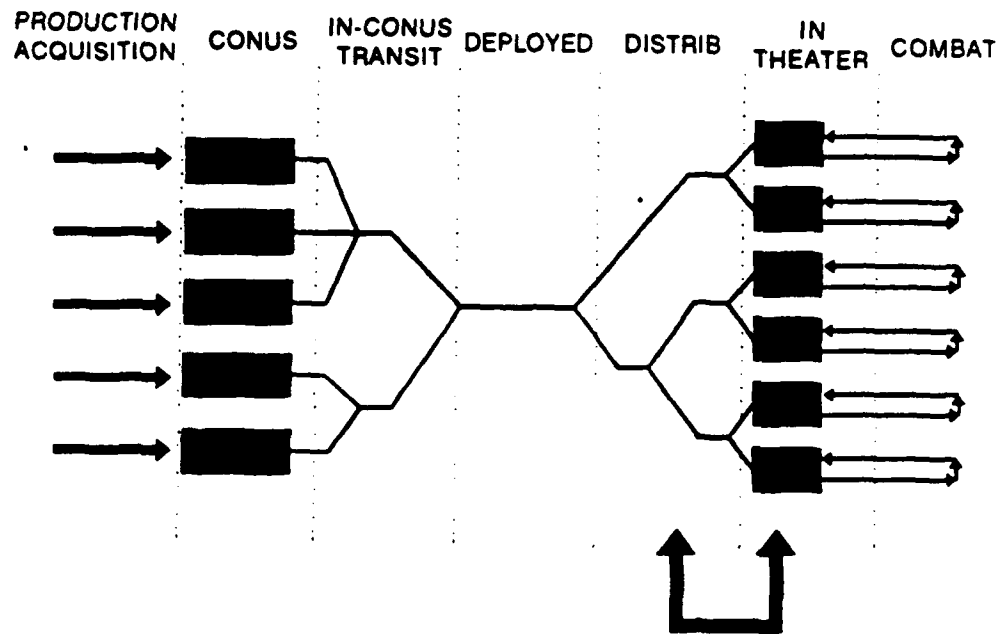 PRODUCTION
ACQUISITION
CONUS
IN-CONUS
TRANSIT
DEPLOYED
DISTRIB
IN
THEATER
COMBAT